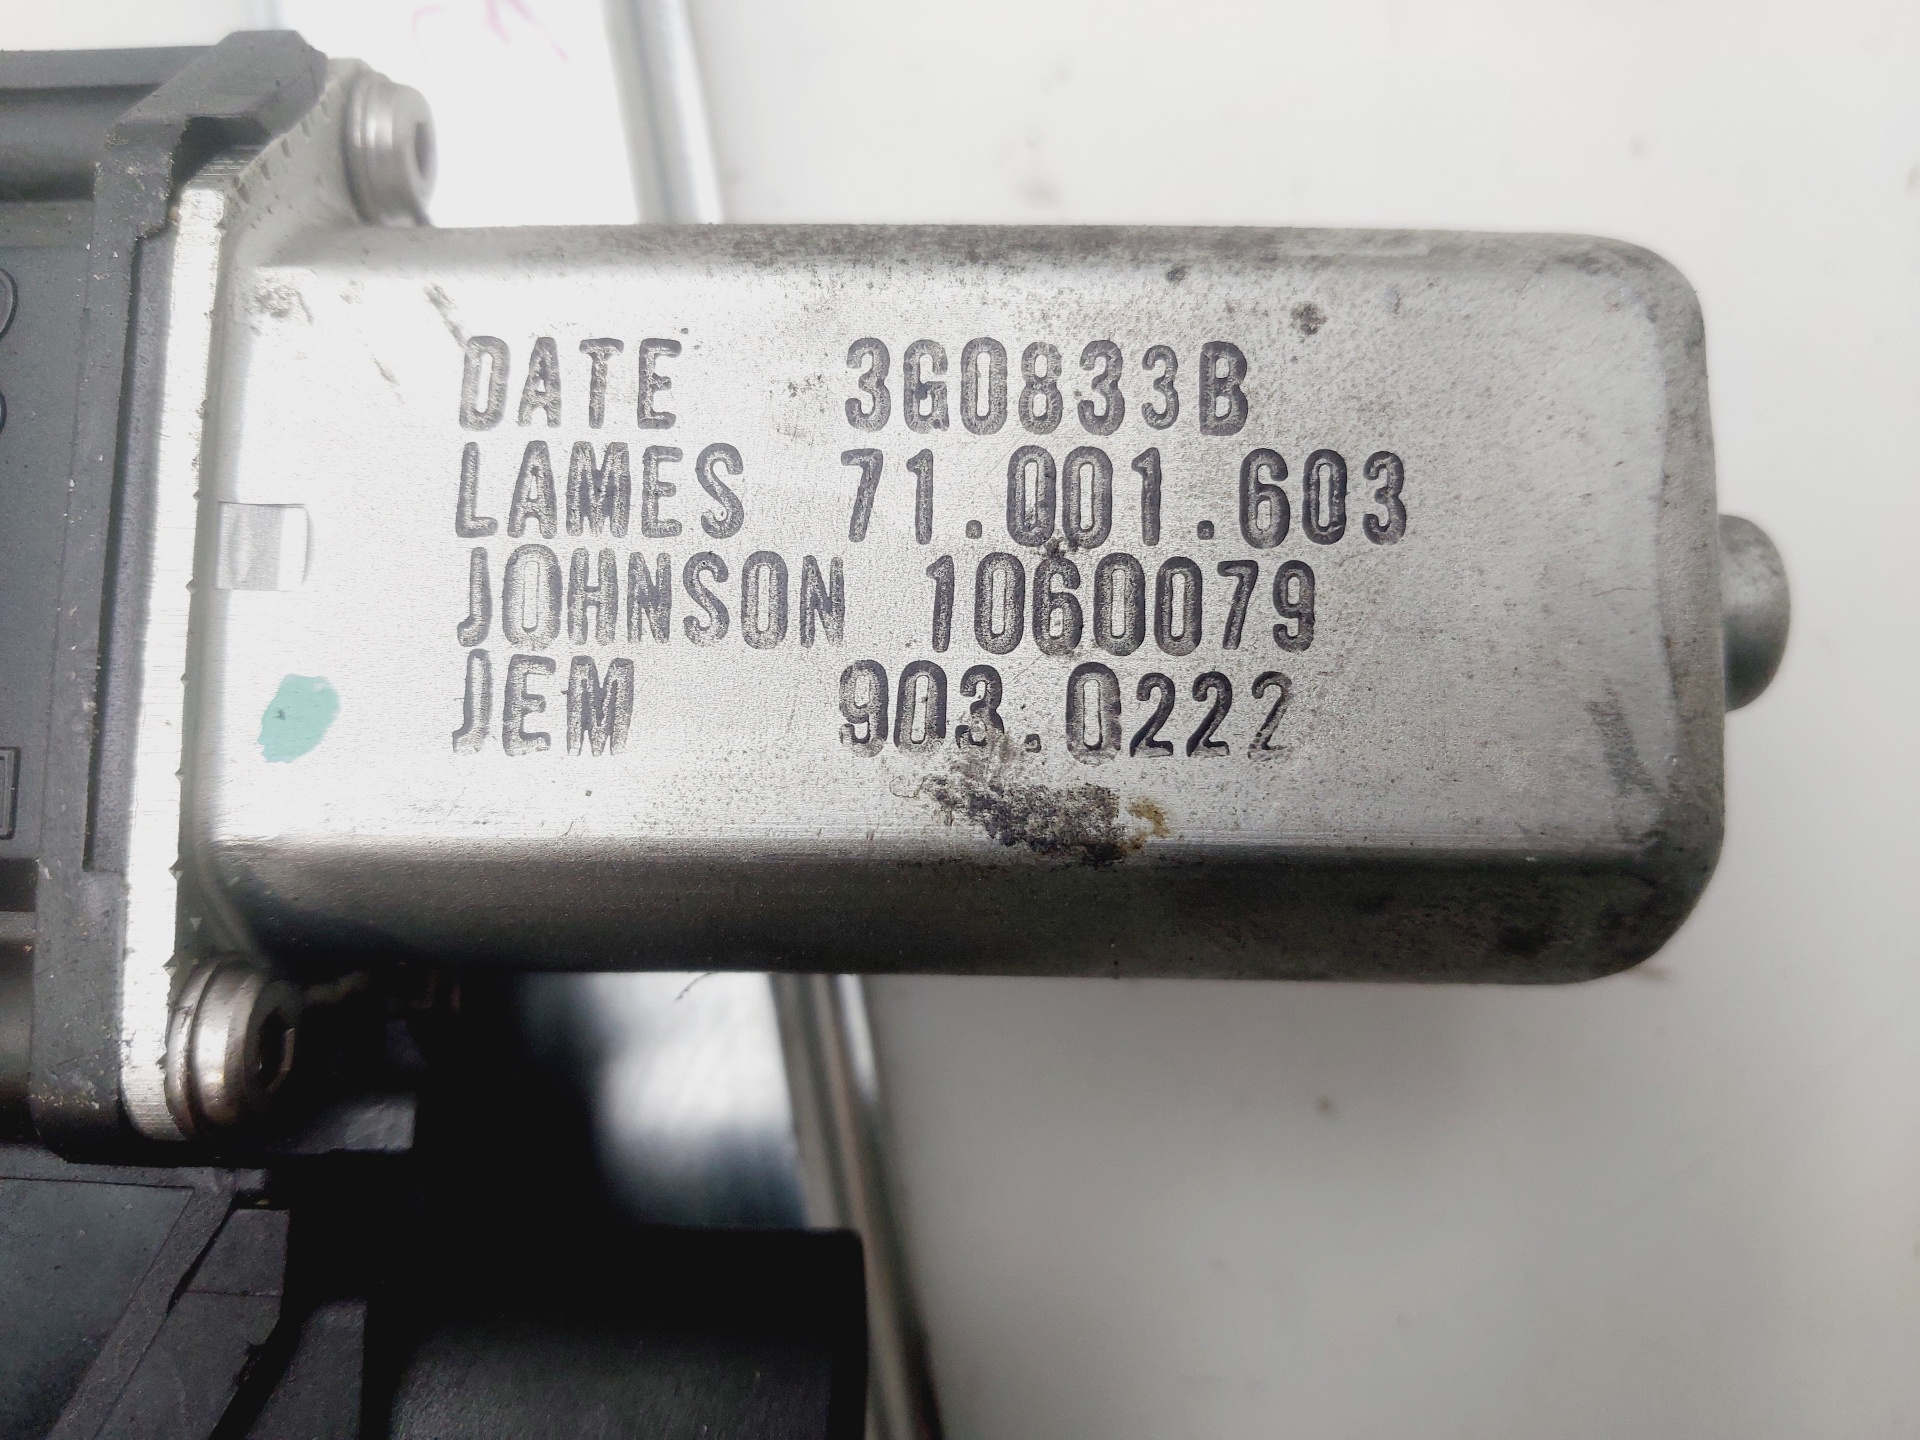 DATE 3G0833B
LAMES 71.001.603
JOHNSON 1060079
JEM 903.0222